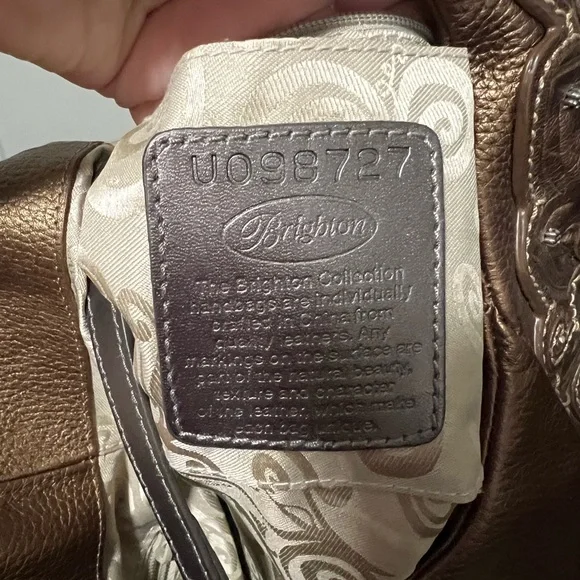 U098727
Brighton
The Brighton Collection
handbags are individually
crafted in China from
quality leathers. Any
markings on the surface are
part of the natural beauty,
texture and character
of the leather, which make
each bag unique.